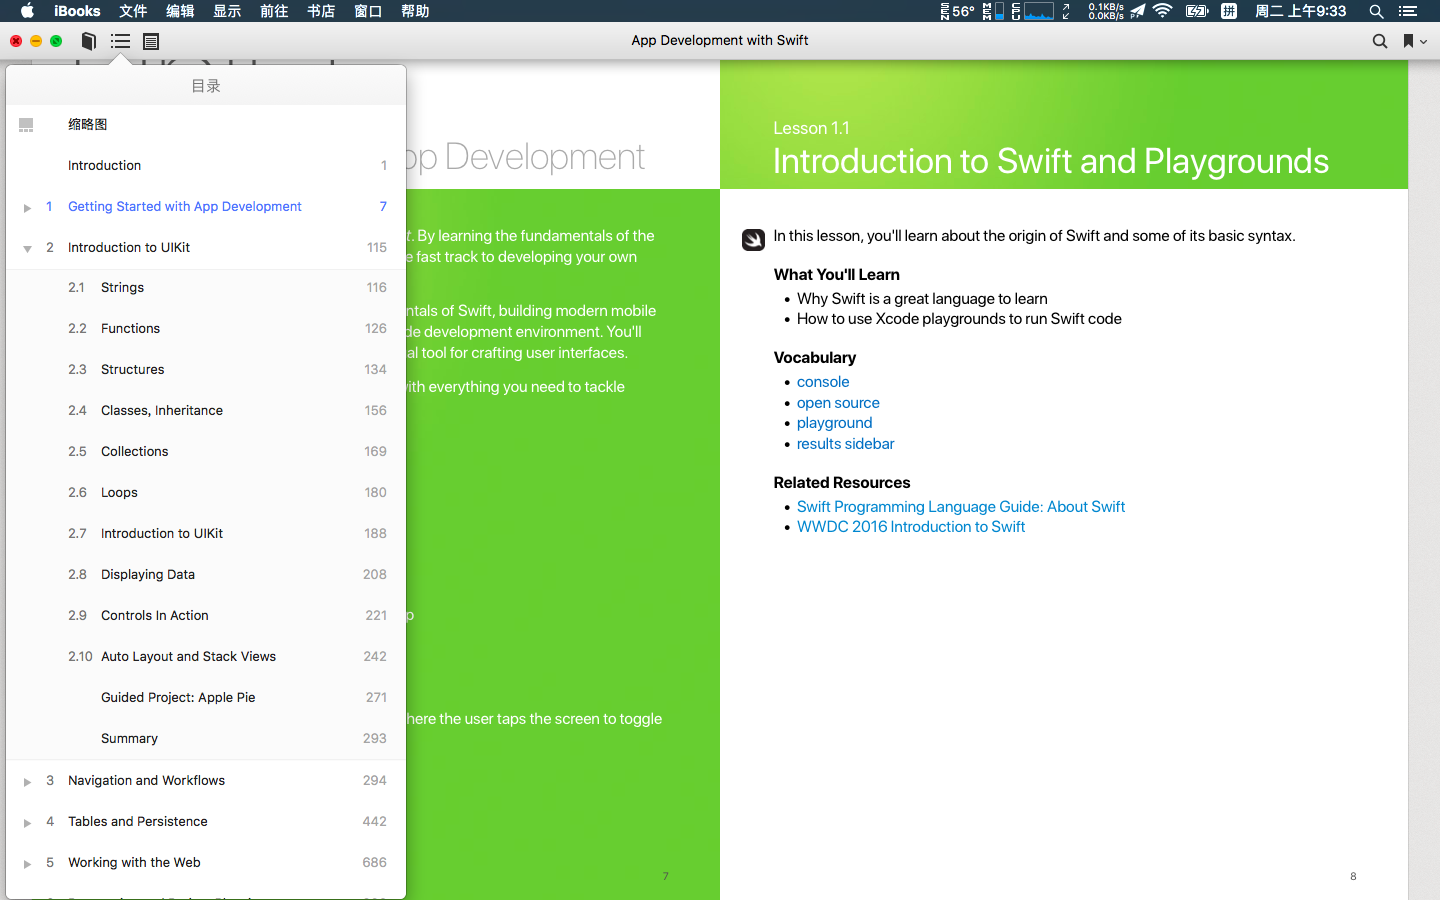 iBooks 文件 编辑 显示 前往 书店 窗口 帮助
SEN 56° MEM CPU 0.1KB/s 0.0KB/s 拼 周二 上午9:33
App Development with Swift
目录
缩略图
Introduction 1
1 Getting Started with App Development 7
2 Introduction to UIKit 115
2.1 Strings 116
2.2 Functions 126
2.3 Structures 134
2.4 Classes, Inheritance 156
2.5 Collections 169
2.6 Loops 180
2.7 Introduction to UIKit 188
2.8 Displaying Data 208
2.9 Controls In Action 221
2.10 Auto Layout and Stack Views 242
Guided Project: Apple Pie 271
Summary 293
3 Navigation and Workflows 294
4 Tables and Persistence 442
5 Working with the Web 686
pp Development
t. By learning the fundamentals of the
e fast track to developing your own
ntals of Swift, building modern mobile
de development environment. You'll
al tool for crafting user interfaces.
ith everything you need to tackle
p
here the user taps the screen to toggle
7
Lesson 1.1
Introduction to Swift and Playgrounds
In this lesson, you'll learn about the origin of Swift and some of its basic syntax.
What You'll Learn
• Why Swift is a great language to learn
• How to use Xcode playgrounds to run Swift code
Vocabulary
• console
• open source
• playground
• results sidebar
Related Resources
• Swift Programming Language Guide: About Swift
• WWDC 2016 Introduction to Swift
8